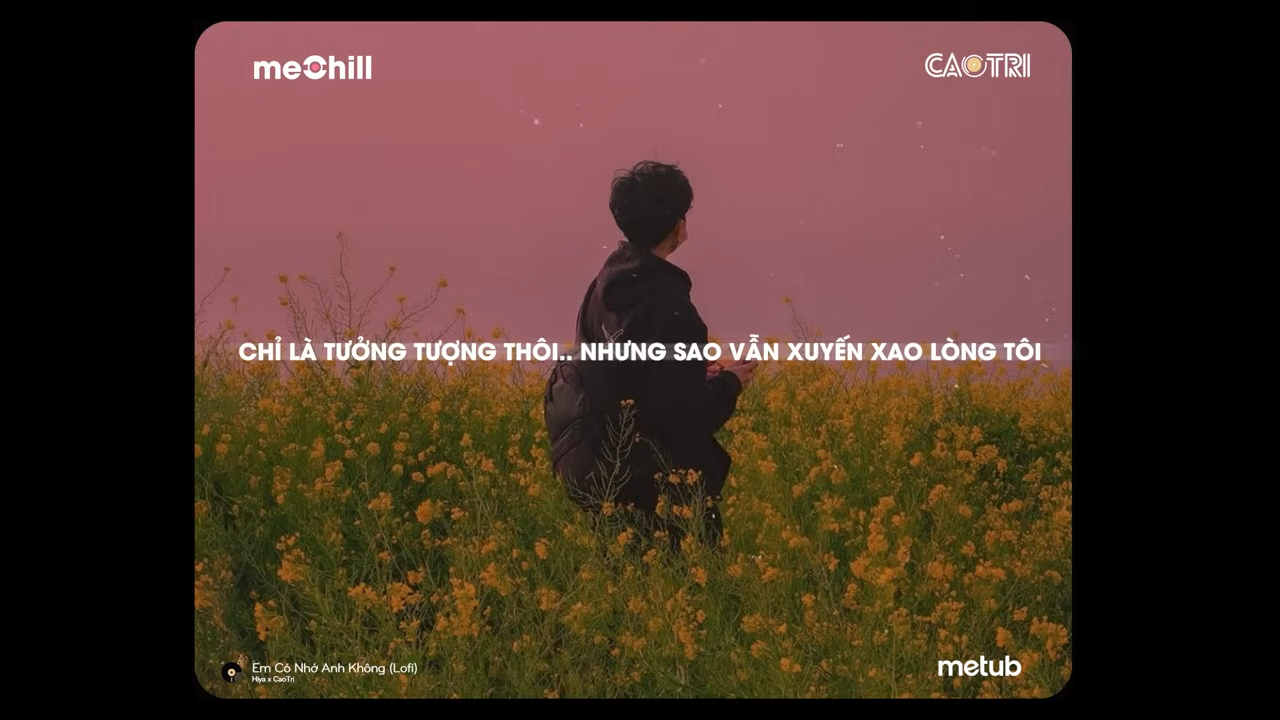 meChill
CAOTRI
CHỈ LÀ TƯỞNG TƯỢNG THÔI.. NHƯNG SAO VẪN XUYẾN XAO LÒNG TÔI
Em Có Nhớ Anh Không (Lofi)
Hiya x CaoTri
metub